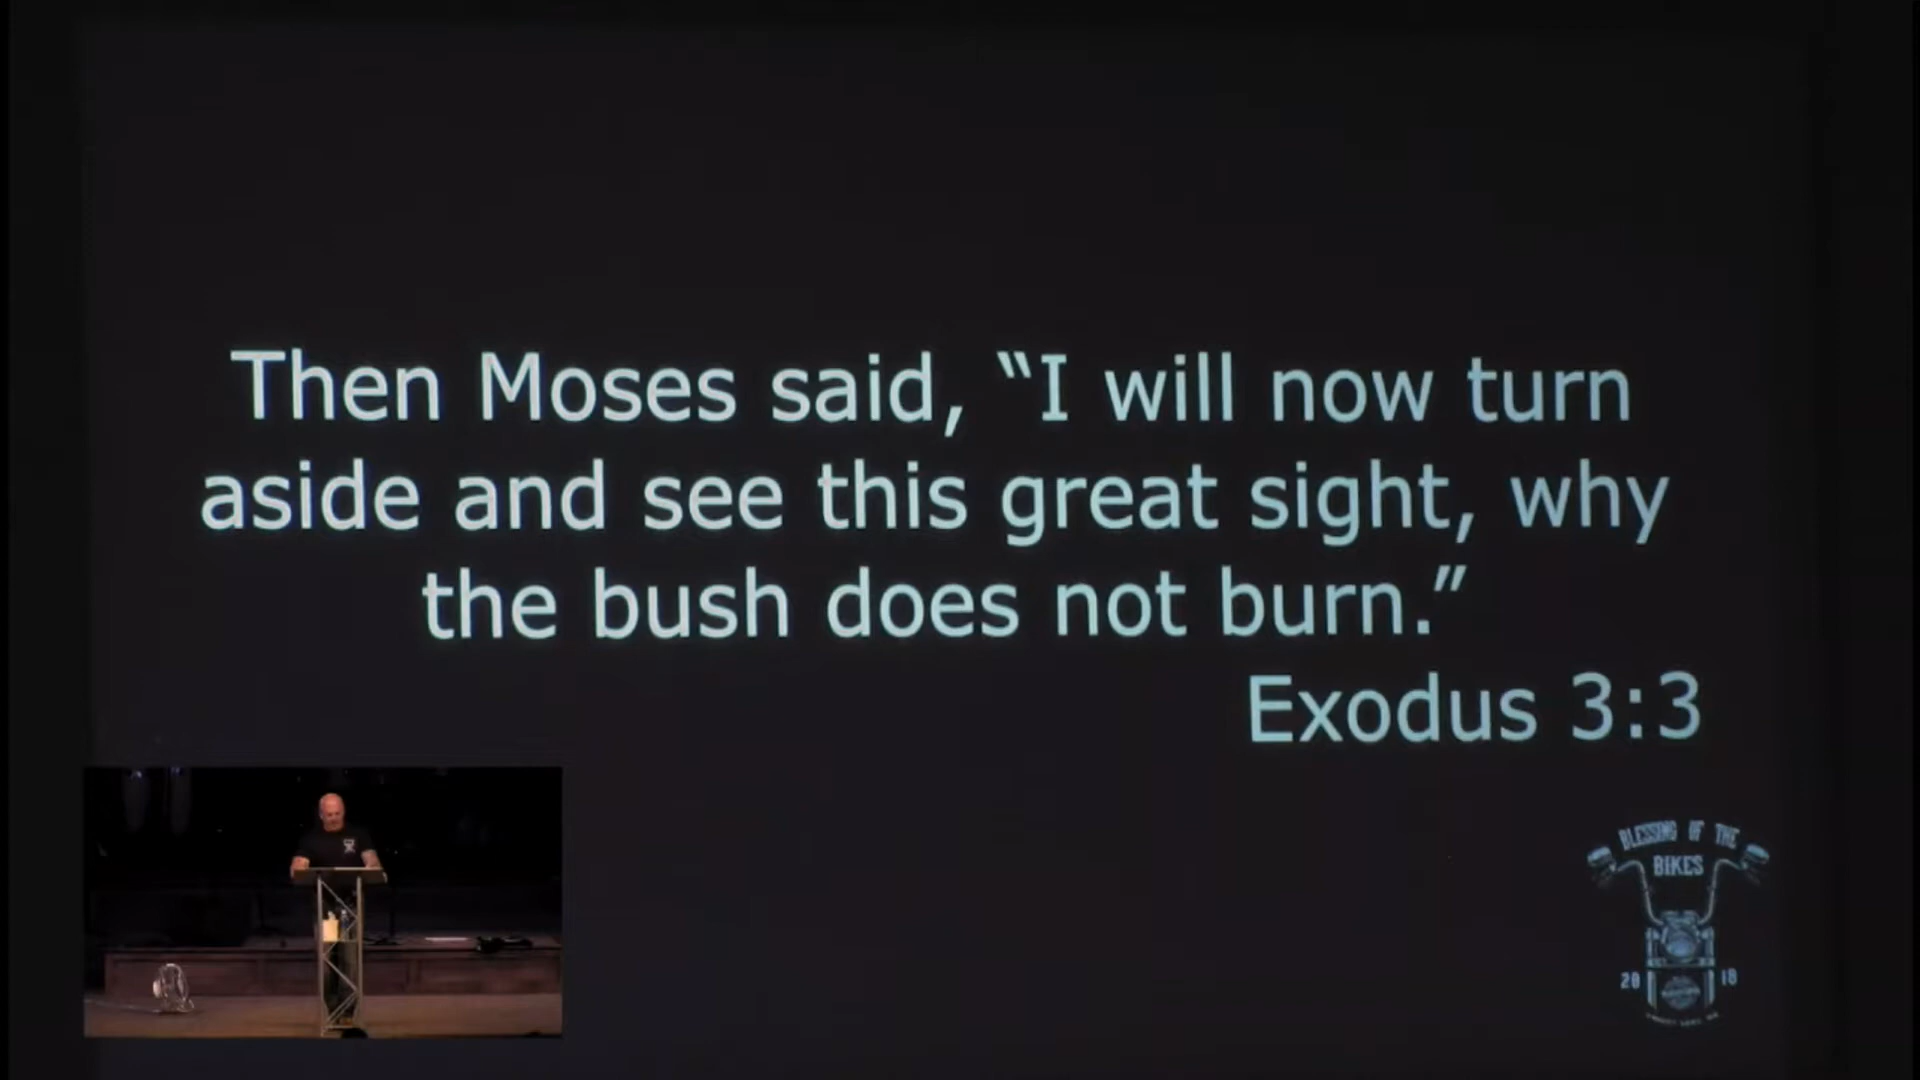 Then Moses said, “I will now turn
aside and see this great sight, why
the bush does not burn.”
Exodus 3:3
BLESSING OF THE
BIKES
20 18